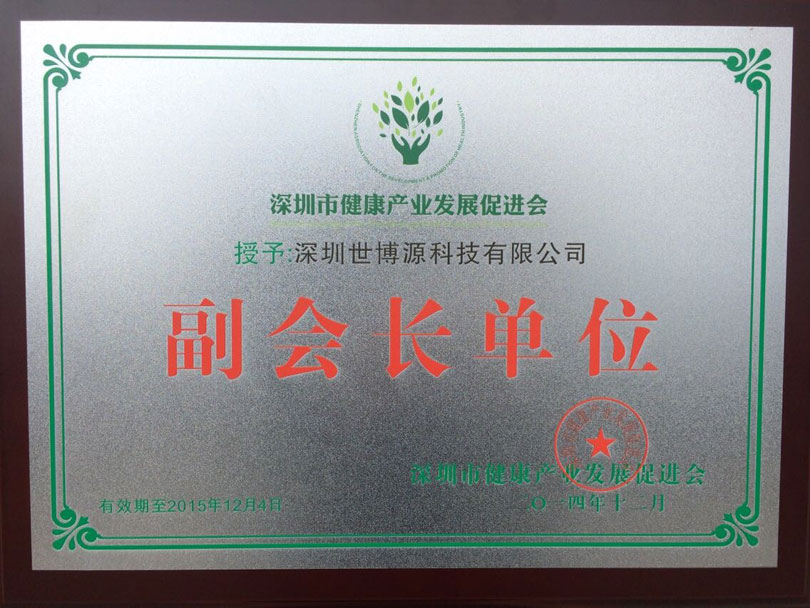 深圳市健康产业发展促进会
授予:深圳世博源科技有限公司
副会长单位
深圳市健康产业发展促进会
有效期至2015年12月4日
二〇一四年十二月